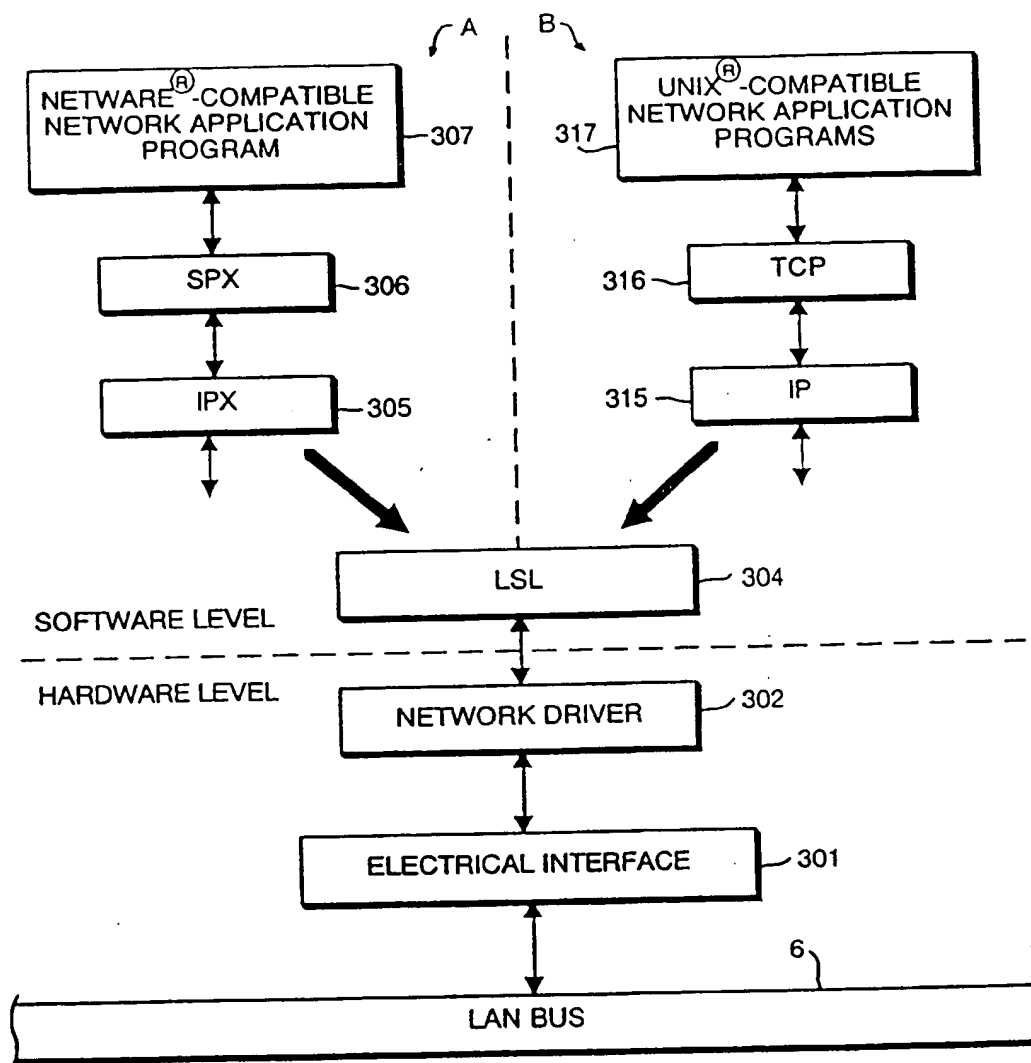 A
B
NETWARE®-COMPATIBLE
NETWORK APPLICATION
PROGRAM
307
UNIX®-COMPATIBLE
NETWORK APPLICATION
PROGRAMS
317
SPX
306
TCP
316
IPX
305
IP
315
LSL
304
SOFTWARE LEVEL
HARDWARE LEVEL
NETWORK DRIVER
302
ELECTRICAL INTERFACE
301
6
LAN BUS